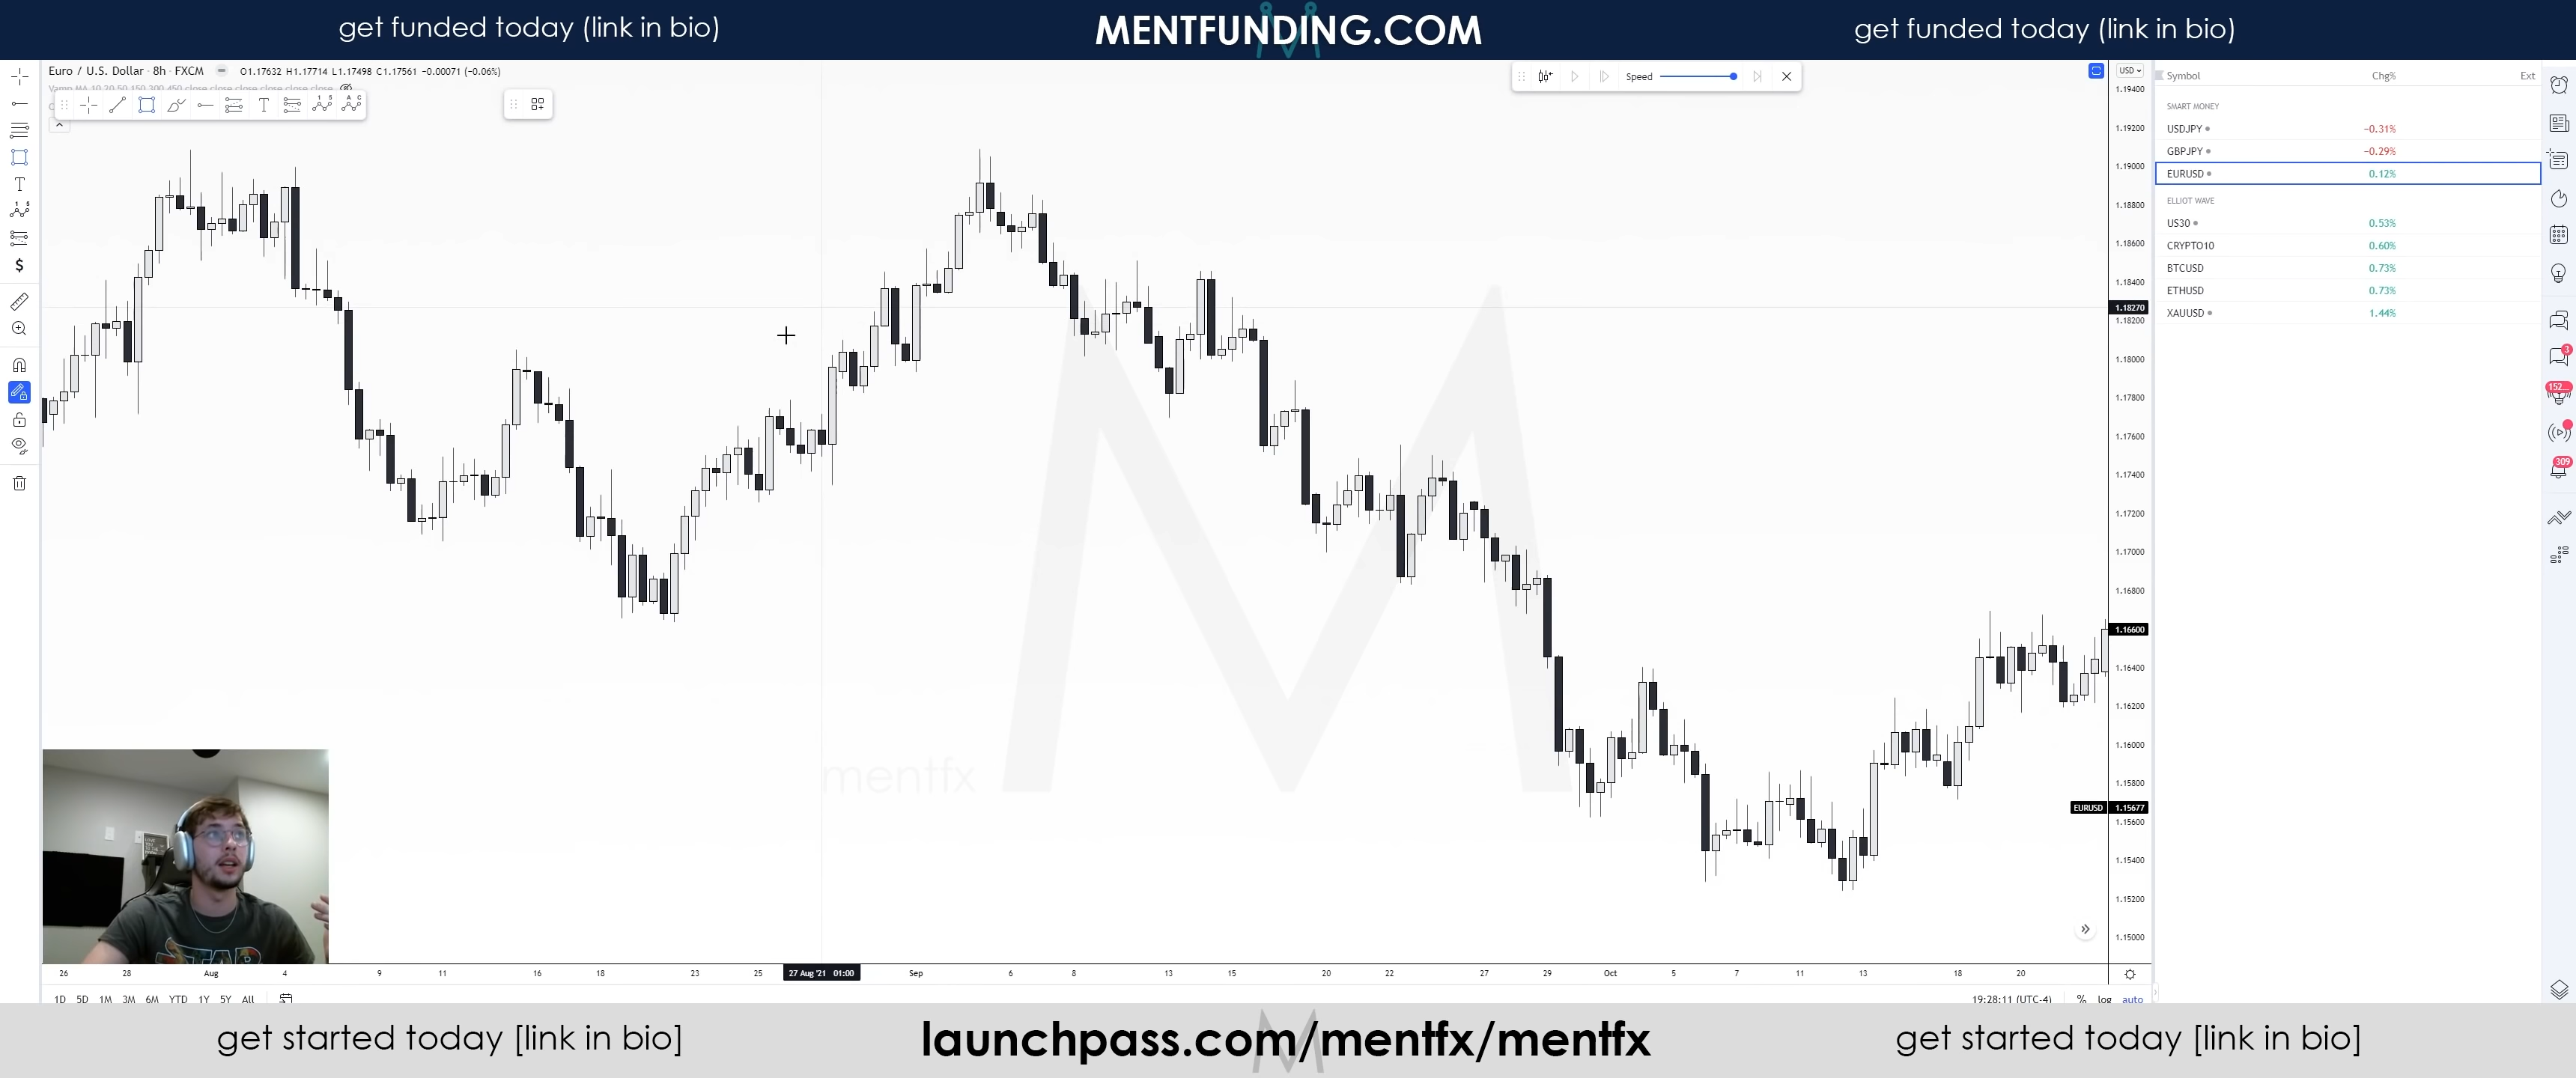 get funded today (link in bio)
MENTFUNDING.COM
get funded today (link in bio)
Euro / U.S. Dollar · 8h · FXCM
O1.17632 H1.17714 L1.17498 C1.17561 −0.00071 (−0.06%)
Speed
USD
1.19400
1.19200
1.19000
1.18800
1.18600
1.18400
1.18270
1.18200
1.18000
1.17800
1.17600
1.17400
1.17200
1.17000
1.16800
1.16600
1.16400
1.16200
1.16000
1.15800
EURUSD 1.15677
1.15600
1.15400
1.15200
1.15000
Symbol Chg% Ext
SMART MONEY
USDJPY −0.31%
GBPJPY −0.29%
EURUSD 0.12%
ELLIOT WAVE
US30 0.53%
CRYPTO10 0.60%
BTCUSD 0.73%
ETHUSD 0.73%
XAUUSD 1.44%
3
152...
309
mentfx
26 28 Aug 4 9 11 16 18 23 25 27 Aug '21 01:00 Sep 6 8 13 15 20 22 27 29 Oct 5 7 11 13 18 20
1D 5D 1M 3M 6M YTD 1Y 5Y All
19:28:11 (UTC-4) % log auto
get started today [link in bio]
launchpass.com/mentfx/mentfx
get started today [link in bio]